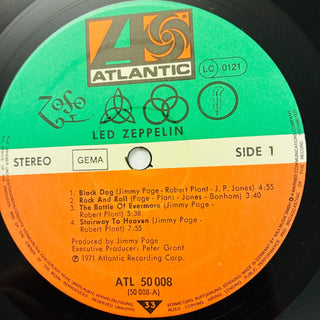 ATLANTIC
LC 0121
ZoSo
LED ZEPPELIN
STEREO
GEMA
SIDE 1
1. Black Dog (Jimmy Page - Robert Plant - J. P. Jones) 4:55
2. Rock And Roll (Page - Plant - Jones - Bonham) 3:40
3. The Battle Of Evermore (Jimmy Page -
Robert Plant) 5:38
4. Stairway To Heaven (Jimmy Page -
Robert Plant)
Produced by Jimmy Page
Executive Producer: Peter Grant
℗ 1971 Atlantic Recording Corp.
ATL 50 008
(50 008-A)
33